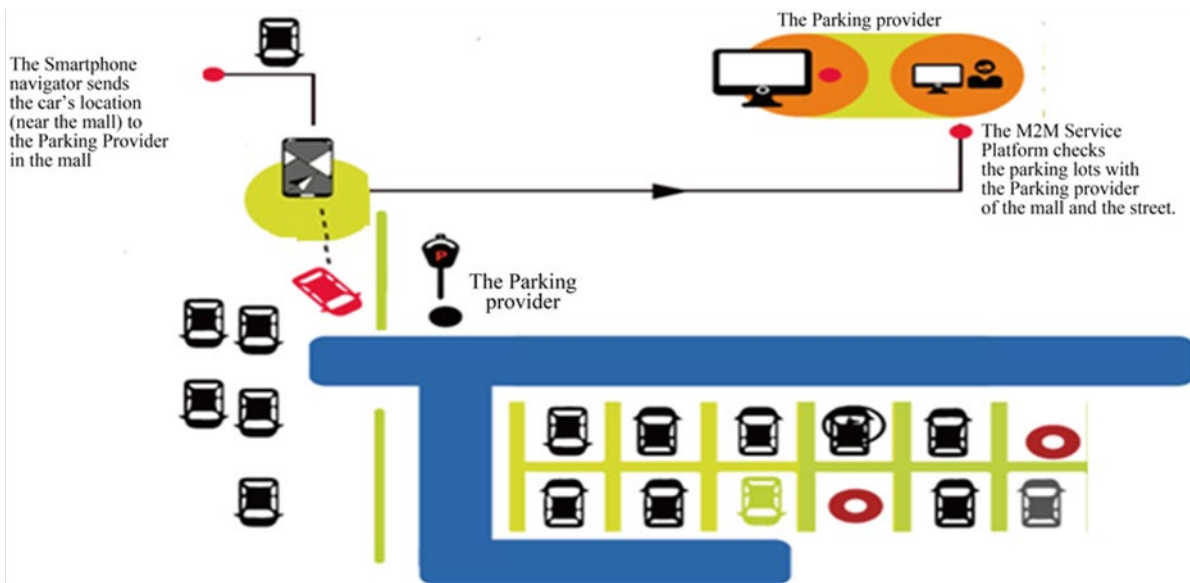 The Parking provider
The Smartphone
navigator sends
the car's location
(near the mall) to
the Parking Provider
in the mall
The M2M Service
Platform checks
the parking lots with
the Parking provider
of the mall and the street.
P
The Parking
provider